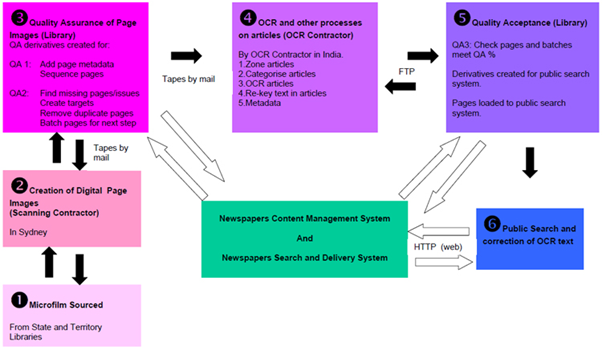 3 Quality Assurance of Page
Images (Library)
QA derivatives created for:
QA 1: Add page metadata
Sequence pages
QA2: Find missing pages/issues
Create targets
Remove duplicate pages
Batch pages for next step
Tapes by mail
4 OCR and other processes
on articles (OCR Contractor)
By OCR Contractor in India.
1.Zone articles
2.Categorise articles
3.OCR articles
4.Re-key text in articles
5.Metadata
FTP
5 Quality Acceptance (Library)
QA3: Check pages and batches
meet QA %
Derivatives created for public search
system.
Pages loaded to public search
system.
Tapes by
mail
2 Creation of Digital Page
Images
(Scanning Contractor)
In Sydney
Newspapers Content Management System
And
Newspapers Search and Delivery System
HTTP (web)
6 Public Search and
correction of OCR text
1 Microfilm Sourced
From State and Territory
Libraries